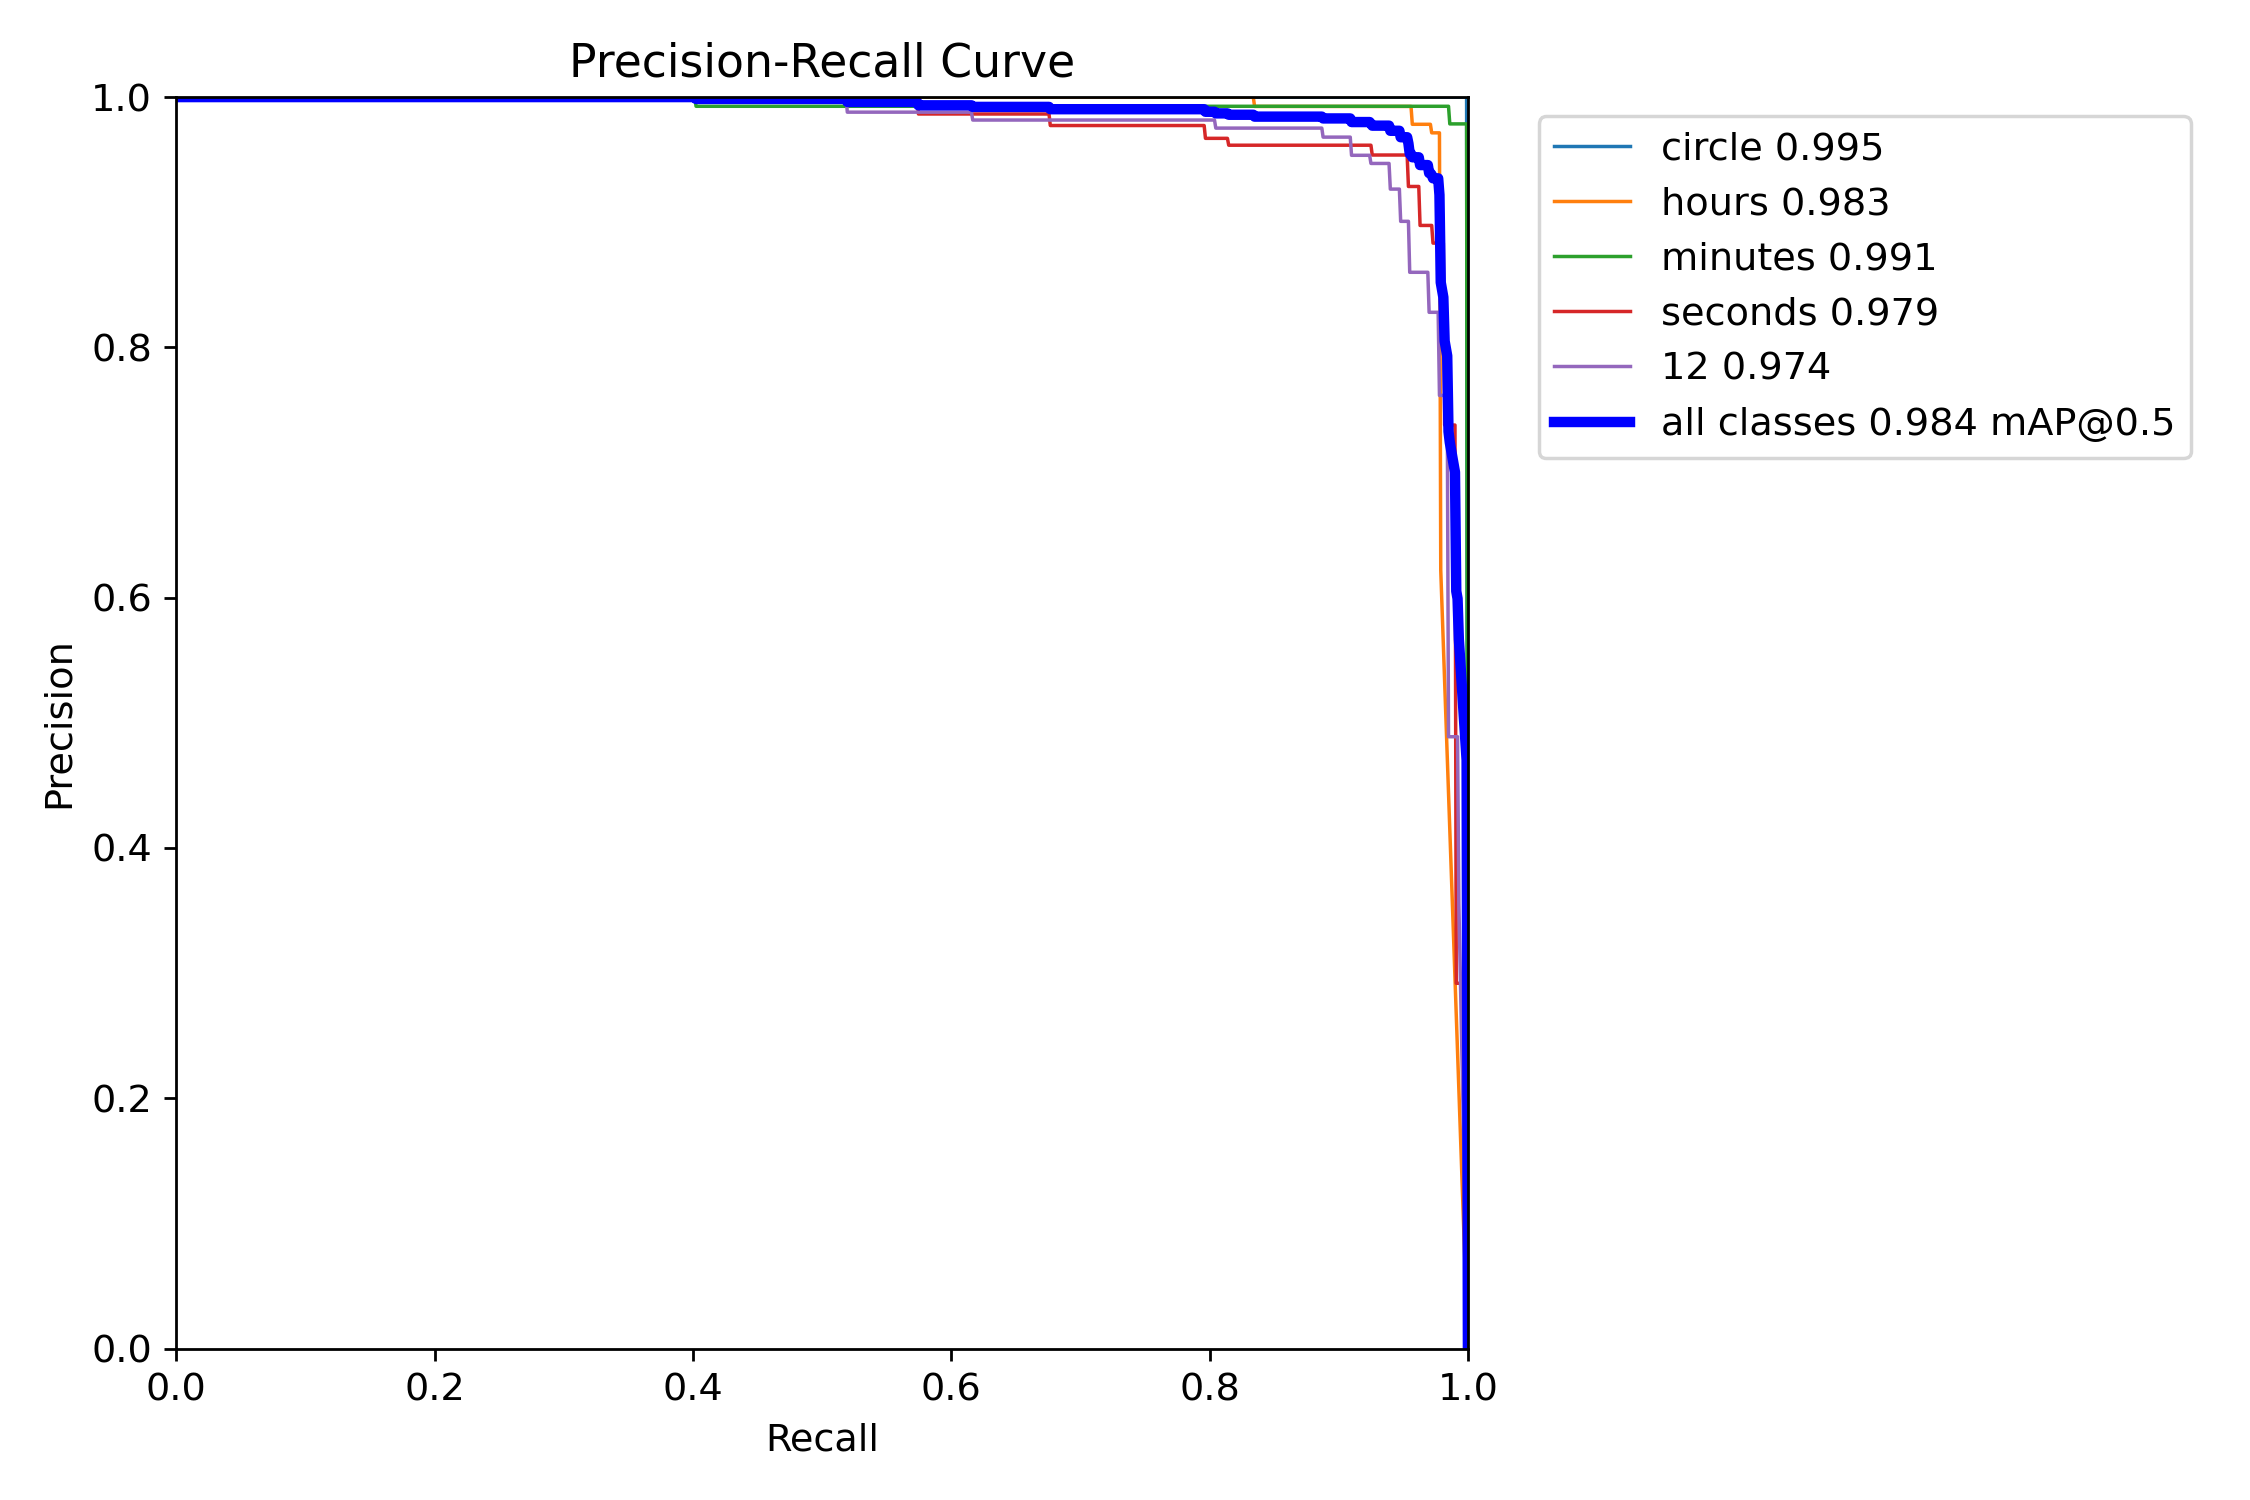 Precision-Recall Curve
1.0
0.8
0.6
0.4
0.2
0.0
Precision
0.0 0.2 0.4 0.6 0.8 1.0
Recall
circle 0.995
hours 0.983
minutes 0.991
seconds 0.979
12 0.974
all classes 0.984 mAP@0.5